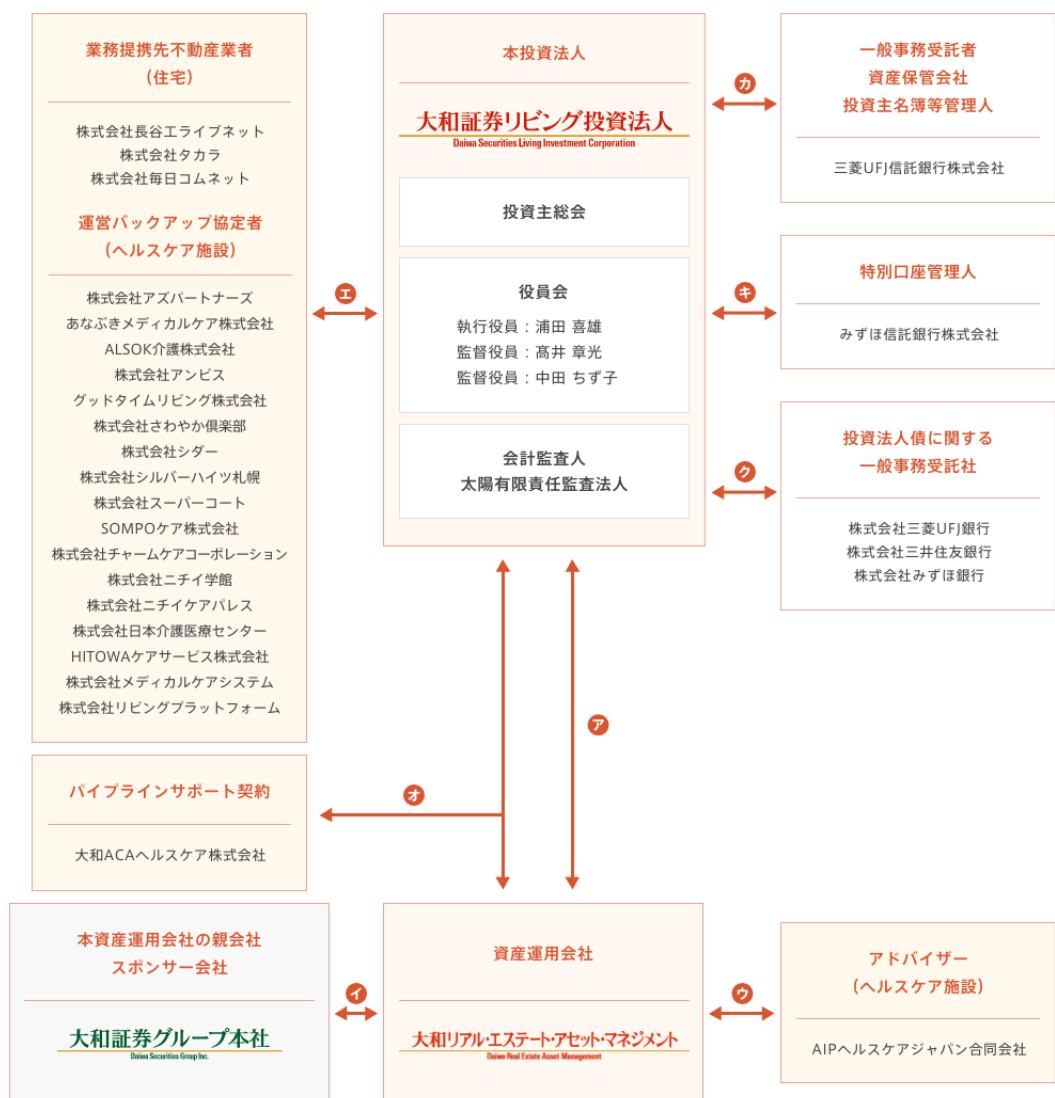 業務提携先不動産業者
(住宅)
株式会社長谷工ライブネット
株式会社タカラ
株式会社毎日コムネット
運営バックアップ協定者
(ヘルスケア施設)
株式会社アズパートナーズ
あなぶきメディカルケア株式会社
ALSOK介護株式会社
株式会社アンビス
グッドタイムリビング株式会社
株式会社さわやか倶楽部
株式会社シダー
株式会社シルバーハイツ札幌
株式会社スーパーコート
SOMPOケア株式会社
株式会社チャームケアコーポレーション
株式会社ニチイ学館
株式会社ニチイケアパレス
株式会社日本介護医療センター
HITOWAケアサービス株式会社
株式会社メディカルケアシステム
株式会社リビングプラットフォーム
エ
本投資法人
大和証券リビング投資法人
Daiwa Securities Living Investment Corporation
投資主総会
役員会
執行役員：浦田 喜雄
監督役員：髙井 章光
監督役員：中田 ちず子
会計監査人
太陽有限責任監査法人
カ
一般事務受託者
資産保管会社
投資主名簿等管理人
三菱UFJ信託銀行株式会社
キ
特別口座管理人
みずほ信託銀行株式会社
ク
投資法人債に関する
一般事務受託社
株式会社三菱UFJ銀行
株式会社三井住友銀行
株式会社みずほ銀行
ア
オ
パイプラインサポート契約
大和ACAヘルスケア株式会社
本資産運用会社の親会社
スポンサー会社
大和証券グループ本社
Daiwa Securities Group Inc.
イ
資産運用会社
大和リアル・エステート・アセット・マネジメント
Daiwa Real Estate Asset Management
ウ
アドバイザー
(ヘルスケア施設)
AIPヘルスケアジャパン合同会社